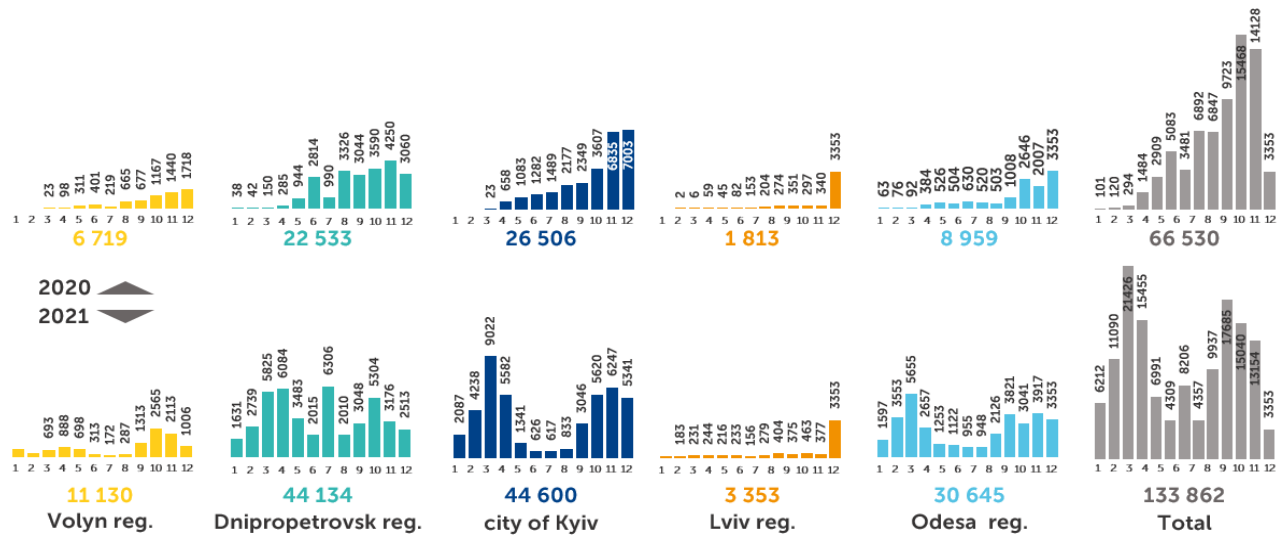 23 98 311 401 219 665 677 1167 1440 1718
1 2 3 4 5 6 7 8 9 10 11 12
6 719
38 42 150 285 944 2814 990 3326 3044 3590 4250 3060
1 2 3 4 5 6 7 8 9 10 11 12
22 533
23 658 1083 1282 1489 2177 2349 3607 6835 7003
1 2 3 4 5 6 7 8 9 10 11 12
26 506
2 6 59 45 82 153 204 274 351 297 340 3353
1 2 3 4 5 6 7 8 9 10 11 12
1 813
63 76 92 384 526 504 630 520 503 1008 2646 2007 3353
1 2 3 4 5 6 7 8 9 10 11 12
8 959
101 120 294 1484 2909 5083 3481 6892 6847 9723 15468 14128 3353
1 2 3 4 5 6 7 8 9 10 11 12
66 530
2020
2021
693 888 698 313 172 287 1313 2565 2113 1006
1 2 3 4 5 6 7 8 9 10 11 12
11 130
Volyn reg.
1631 2739 5825 6084 3483 2015 6306 2010 3048 5304 3176 2513
1 2 3 4 5 6 7 8 9 10 11 12
44 134
Dnipropetrovsk reg.
2087 4238 9022 5582 1341 626 617 833 3046 5620 6247 5341
1 2 3 4 5 6 7 8 9 10 11 12
44 600
city of Kyiv
183 231 244 216 233 156 279 404 375 463 377 3353
1 2 3 4 5 6 7 8 9 10 11 12
3 353
Lviv reg.
1597 3553 5655 2657 1253 1122 955 948 2126 3821 3041 3917 3353
1 2 3 4 5 6 7 8 9 10 11 12
30 645
Odesa reg.
6212 11090 21426 15455 6991 4309 8206 4357 9937 17685 15040 13154 3353
1 2 3 4 5 6 7 8 9 10 11 12
133 862
Total